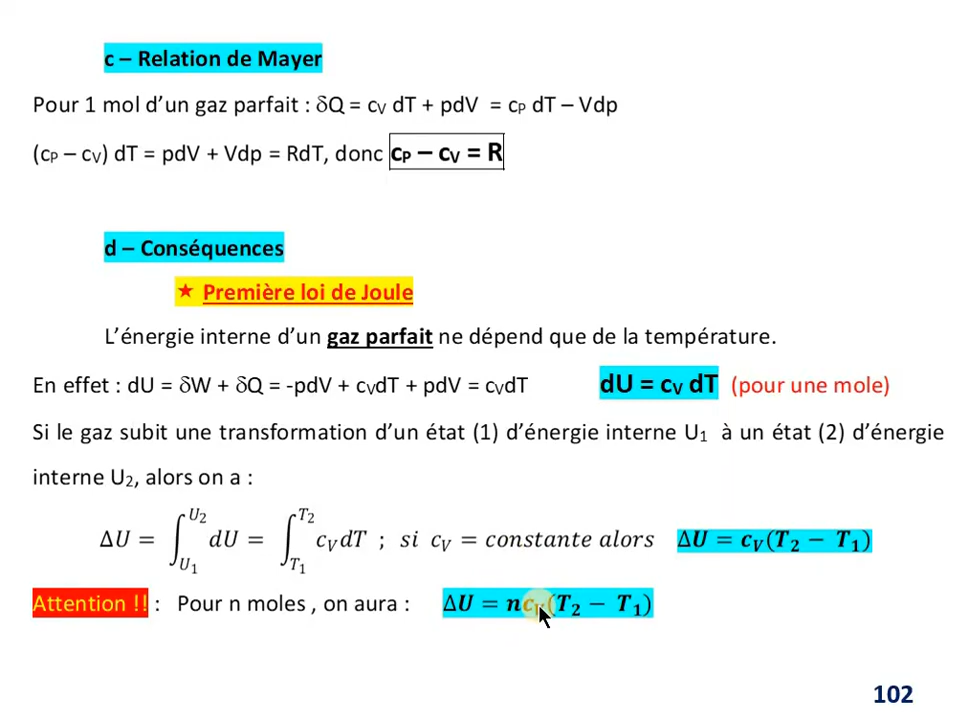 c – Relation de Mayer
Pour 1 mol d’un gaz parfait : δQ = cV dT + pdV = cP dT – Vdp
(cP – cV) dT = pdV + Vdp = RdT, donc cP – cV = R
d – Conséquences
★ Première loi de Joule
L’énergie interne d’un gaz parfait ne dépend que de la température.
En effet : dU = δW + δQ = -pdV + cVdT + pdV = cVdT dU = cV dT (pour une mole)
Si le gaz subit une transformation d’un état (1) d’énergie interne U1 à un état (2) d’énergie
interne U2, alors on a :
ΔU = ∫_{U1}^{U2} dU = ∫_{T1}^{T2} cV dT ; si cV = constante alors ΔU = cV(T2 – T1)
Attention !! : Pour n moles , on aura : ΔU = ncV(T2 – T1)
102